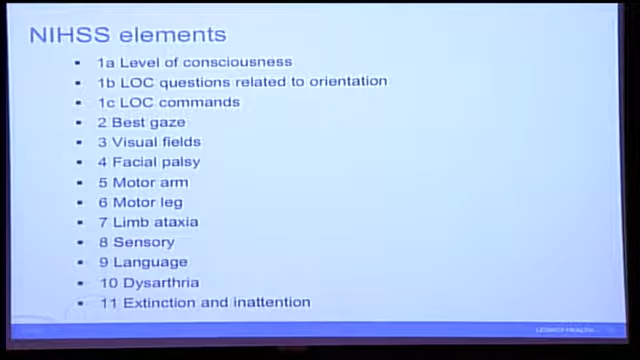 NIHSS elements
▪ 1a Level of consciousness
▪ 1b LOC questions related to orientation
▪ 1c LOC commands
▪ 2 Best gaze
▪ 3 Visual fields
▪ 4 Facial palsy
▪ 5 Motor arm
▪ 6 Motor leg
▪ 7 Limb ataxia
▪ 8 Sensory
▪ 9 Language
▪ 10 Dysarthria
▪ 11 Extinction and inattention
LEGACY HEALTH